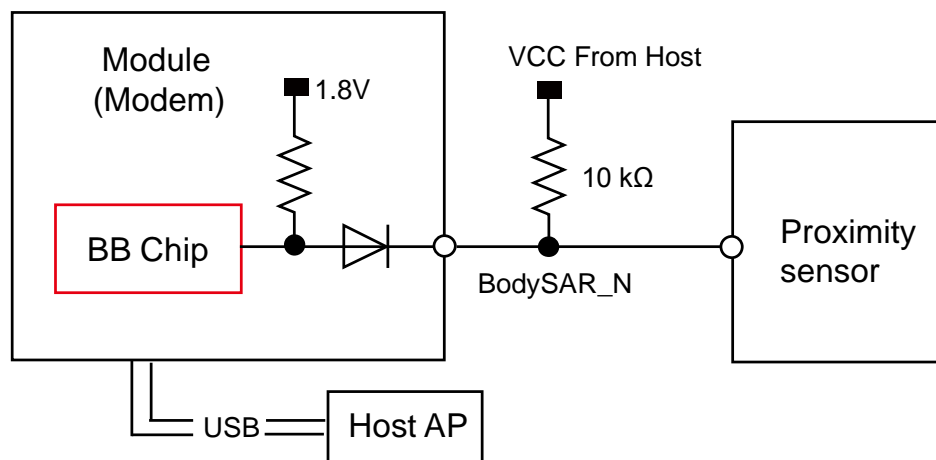 Module
(Modem)
1.8V
VCC From Host
10 kΩ
BB Chip
BodySAR_N
Proximity
sensor
USB
Host AP